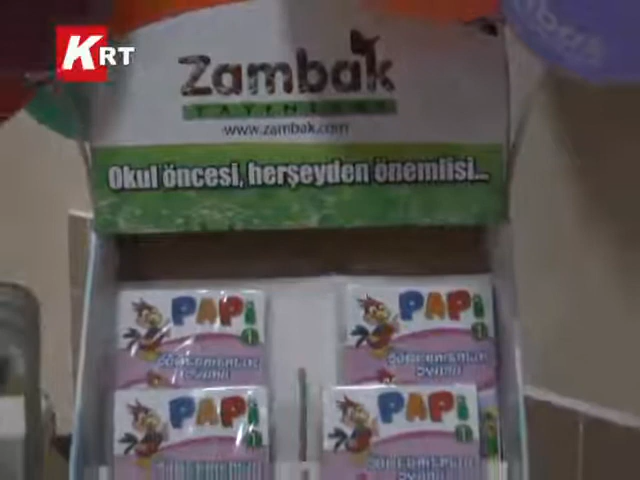 KRT
Zambak
YAYINLARI
www.zambak.com
Okul öncesi, herşeyden önemlisi...
PAPi
1
PAPi
1
PAPi
1
PAPi
1